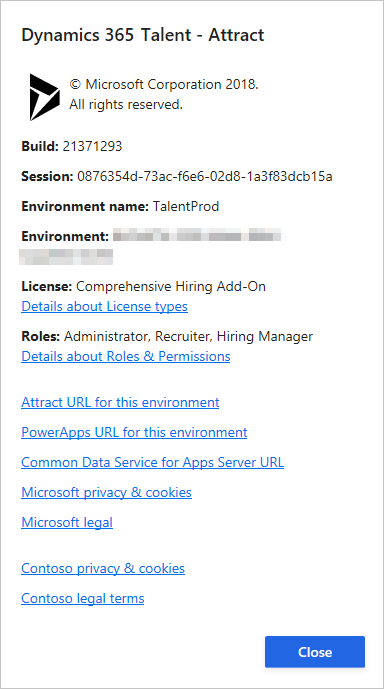 Dynamics 365 Talent - Attract
© Microsoft Corporation 2018.
All rights reserved.
Build: 21371293
Session: 0876354d-73ac-f6e6-02d8-1a3f83dcb15a
Environment name: TalentProd
Environment:
License: Comprehensive Hiring Add-On
Details about License types
Roles: Administrator, Recruiter, Hiring Manager
Details about Roles & Permissions
Attract URL for this environment
PowerApps URL for this environment
Common Data Service for Apps Server URL
Microsoft privacy & cookies
Microsoft legal
Contoso privacy & cookies
Contoso legal terms
Close